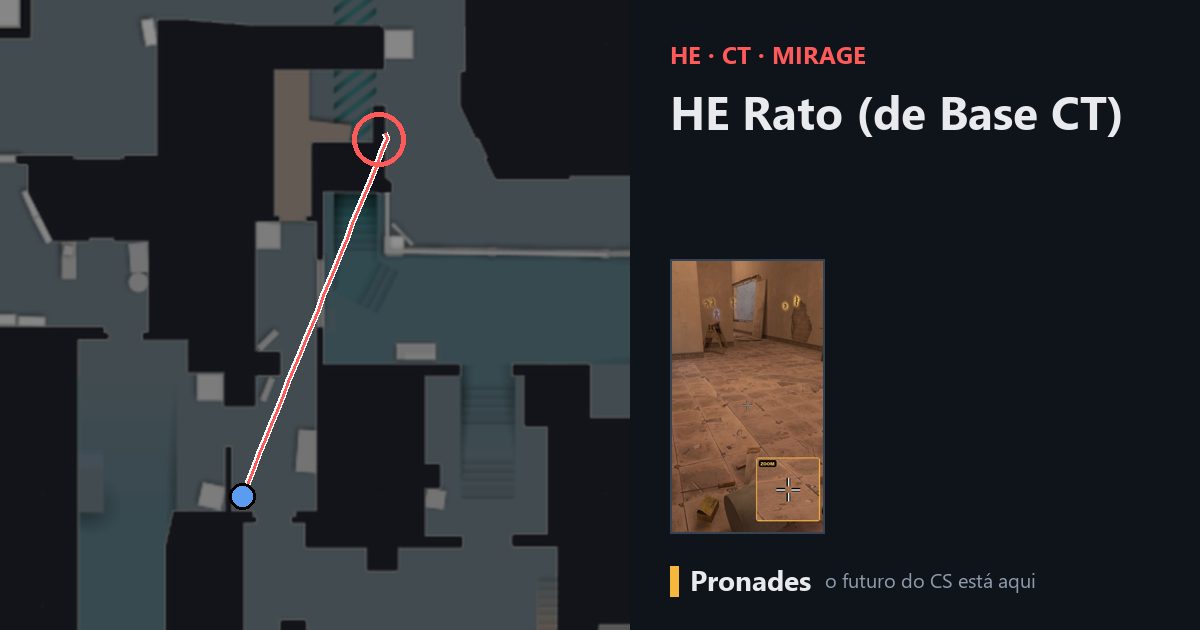 HE · CT · MIRAGE
HE Rato (de Base CT)
ZOOM
Pronades o futuro do CS está aqui